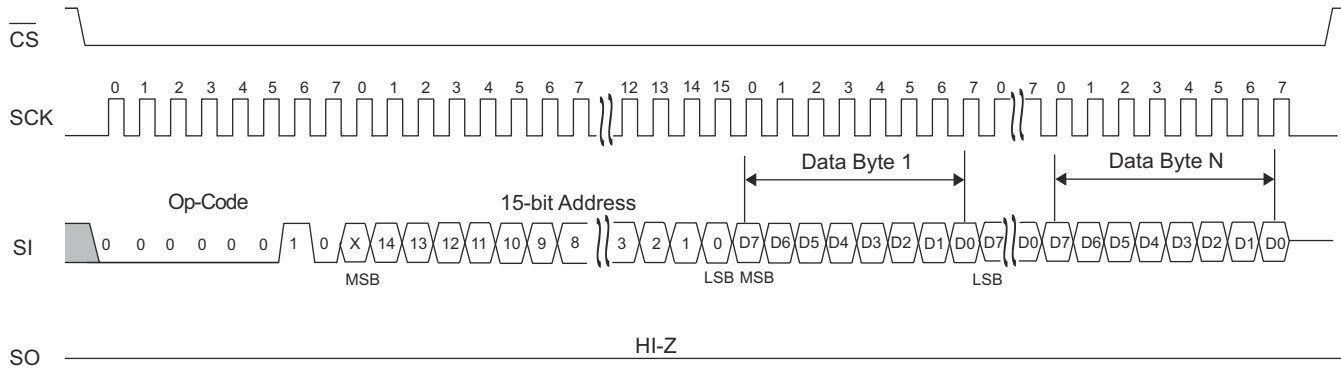 CS
0 1 2 3 4 5 6 7 0 1 2 3 4 5 6 7 12 13 14 15 0 1 2 3 4 5 6 7 0 7 0 1 2 3 4 5 6 7
SCK
Data Byte 1 Data Byte N
Op-Code 15-bit Address
SI 0 0 0 0 0 0 1 0 X 14 13 12 11 10 9 8 3 2 1 0 D7 D6 D5 D4 D3 D2 D1 D0 D7 D0 D7 D6 D5 D4 D3 D2 D1 D0
MSB LSB MSB LSB
HI-Z
SO